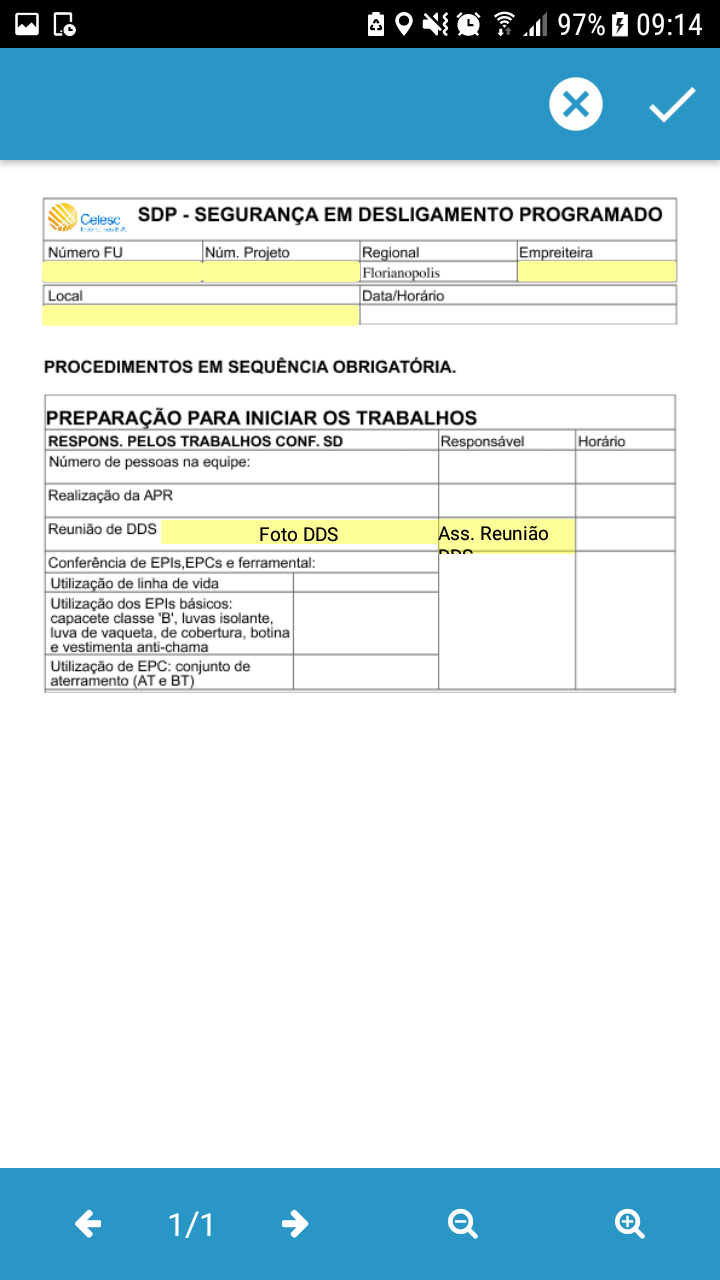 97% 09:14
Celesc SDP - SEGURANÇA EM DESLIGAMENTO PROGRAMADO
Número FU Núm. Projeto Regional Empreiteira
Florianopolis
Local Data/Horário
PROCEDIMENTOS EM SEQUÊNCIA OBRIGATÓRIA.
PREPARAÇÃO PARA INICIAR OS TRABALHOS
RESPONS. PELOS TRABALHOS CONF. SD Responsável Horário
Número de pessoas na equipe:
Realização da APR
Reunião de DDS Foto DDS Ass. Reunião
DDS
Conferência de EPIs,EPCs e ferramental:
Utilização de linha de vida
Utilização dos EPIs básicos:
capacete classe 'B', luvas isolante,
luva de vaqueta, de cobertura, botina
e vestimenta anti-chama
Utilização de EPC: conjunto de
aterramento (AT e BT)
1/1